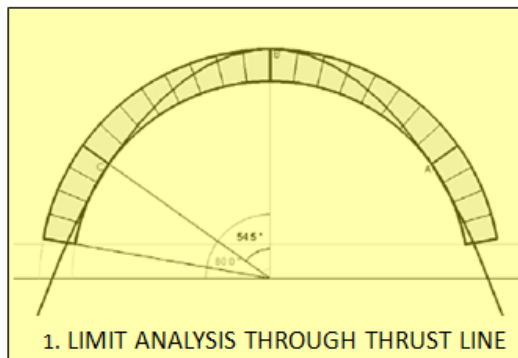 B
C
A
54.5 °
80.0 °
1. LIMIT ANALYSIS THROUGH THRUST LINE